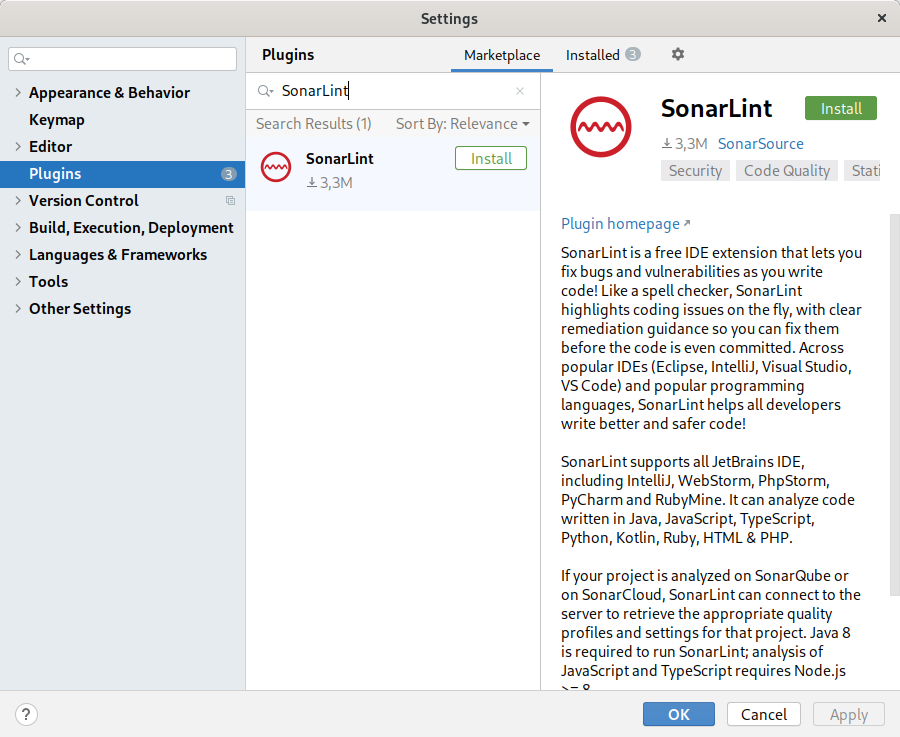 Settings
Plugins
Marketplace
Installed 3
Appearance & Behavior
Keymap
Editor
Plugins 3
Version Control
Build, Execution, Deployment
Languages & Frameworks
Tools
Other Settings
SonarLint
Search Results (1)
Sort By: Relevance
SonarLint
Install
3,3M
SonarLint
Install
3,3M SonarSource
Security
Code Quality
Stati
Plugin homepage
SonarLint is a free IDE extension that lets you
fix bugs and vulnerabilities as you write
code! Like a spell checker, SonarLint
highlights coding issues on the fly, with clear
remediation guidance so you can fix them
before the code is even committed. Across
popular IDEs (Eclipse, IntelliJ, Visual Studio,
VS Code) and popular programming
languages, SonarLint helps all developers
write better and safer code!
SonarLint supports all JetBrains IDE,
including IntelliJ, WebStorm, PhpStorm,
PyCharm and RubyMine. It can analyze code
written in Java, JavaScript, TypeScript,
Python, Kotlin, Ruby, HTML & PHP.
If your project is analyzed on SonarQube or
on SonarCloud, SonarLint can connect to the
server to retrieve the appropriate quality
profiles and settings for that project. Java 8
is required to run SonarLint; analysis of
JavaScript and TypeScript requires Node.js
>= 8
?
OK
Cancel
Apply